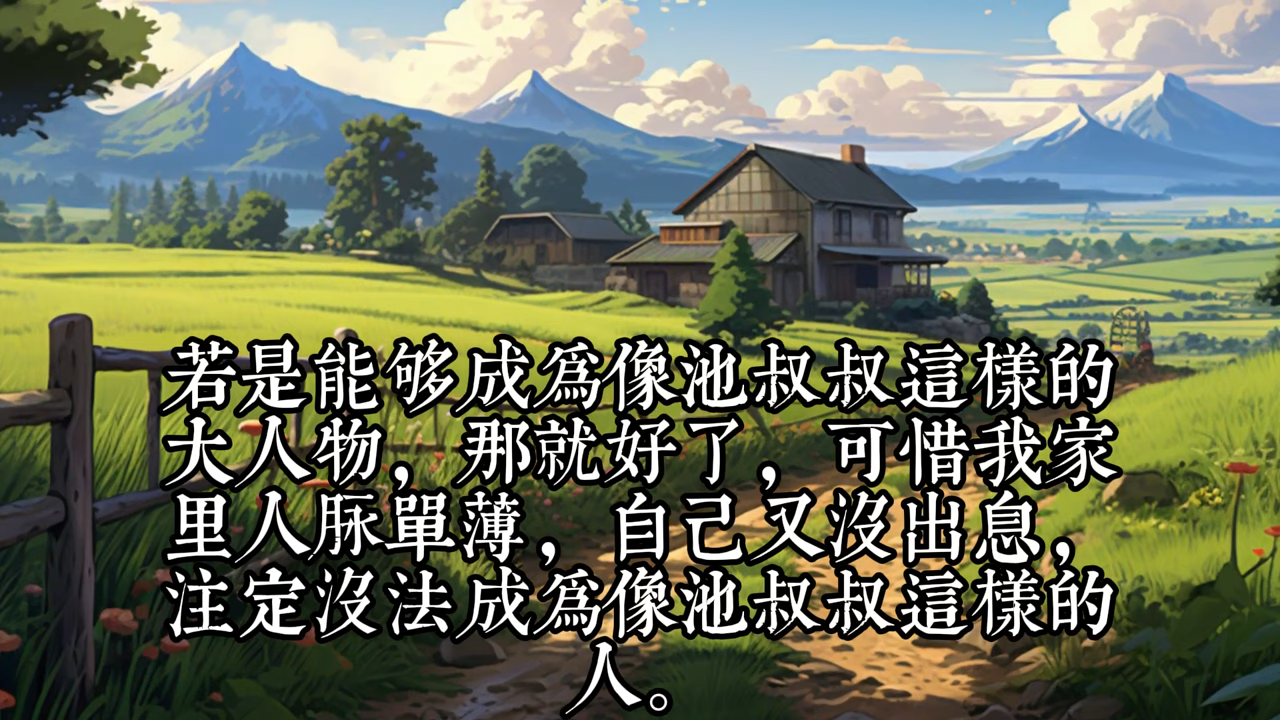 若是能够成爲像池叔叔這樣的
大人物，那就好了，可惜我家
里人脈單薄，自己又沒出息，
注定沒法成爲像池叔叔這樣的
人。